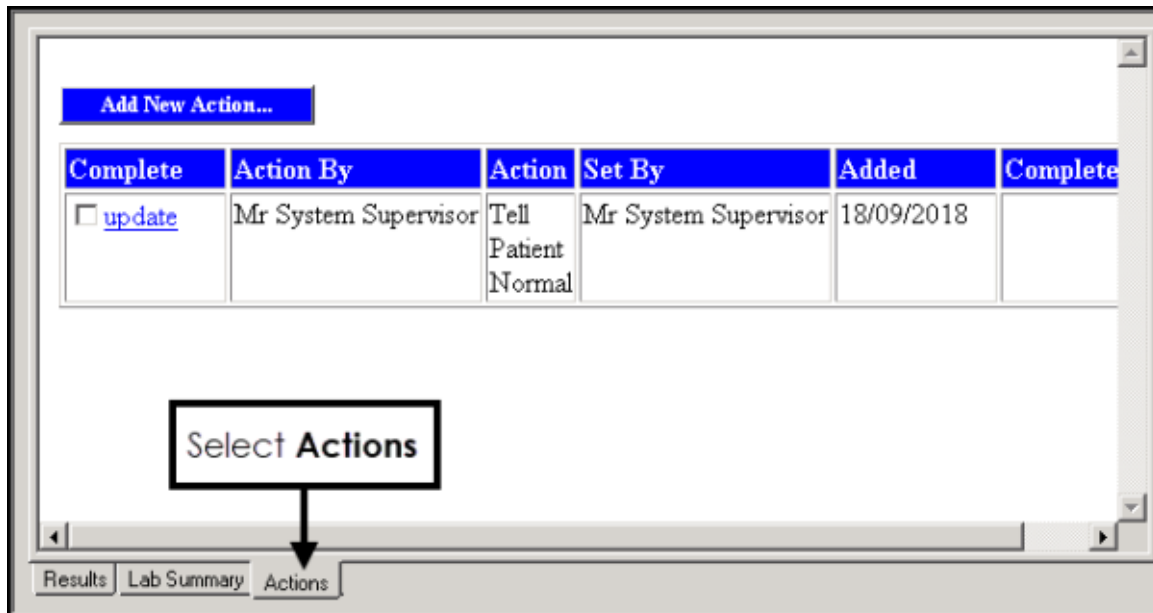 Add New Action...
Complete Action By Action Set By Added Complete
update Mr System Supervisor Tell Patient Normal Mr System Supervisor 18/09/2018
Select Actions
Results Lab Summary Actions